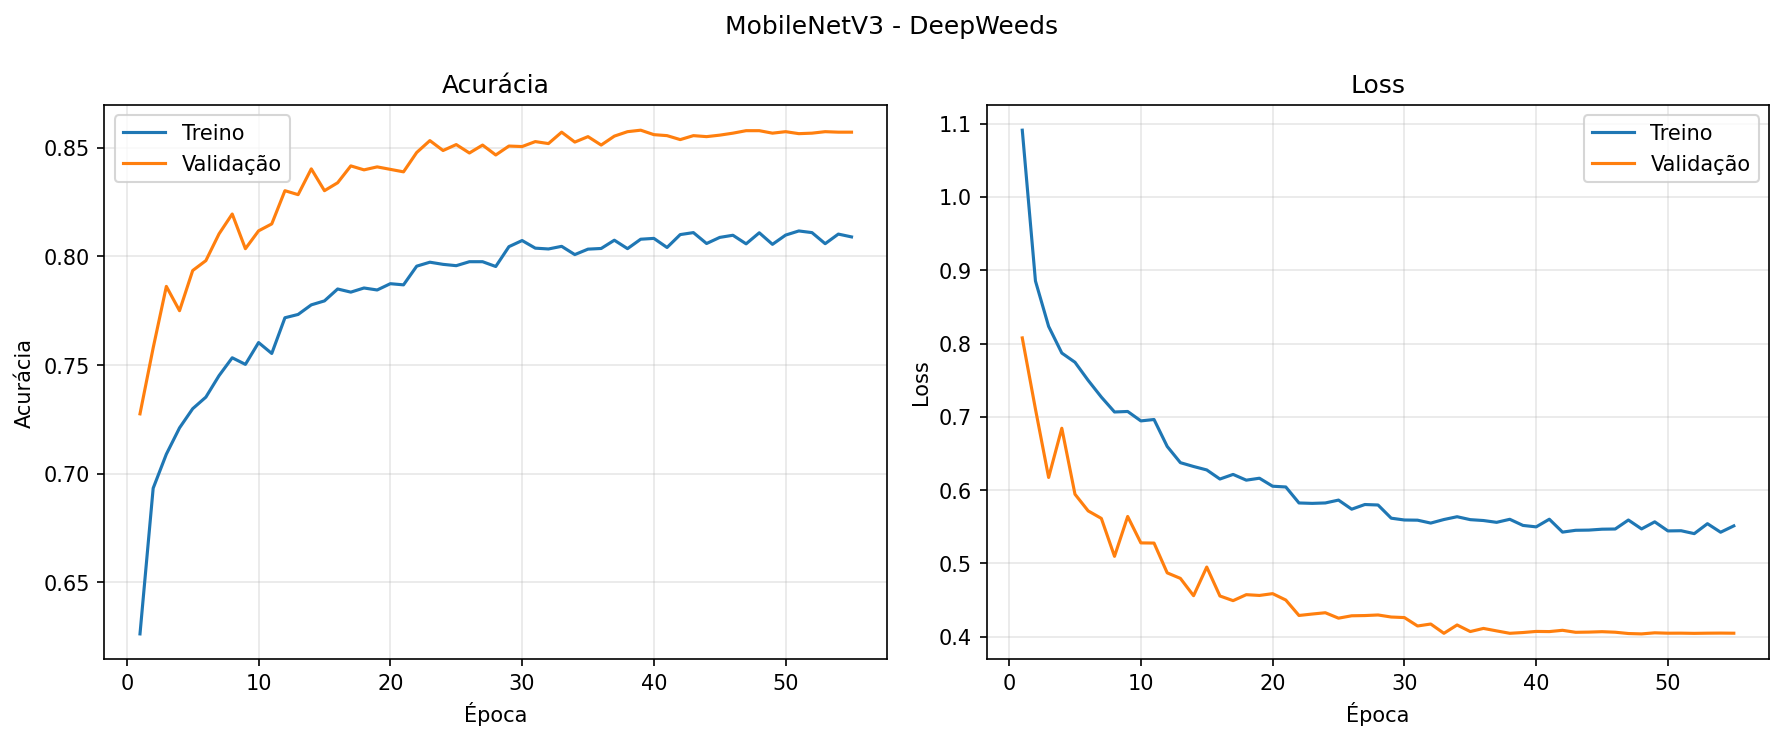 MobileNetV3 - DeepWeeds
Acurácia
Treino
Validação
0.85
0.80
0.75
0.70
0.65
Acurácia
0 10 20 30 40 50
Época
Loss
Treino
Validação
1.1
1.0
0.9
0.8
0.7
0.6
0.5
0.4
Loss
0 10 20 30 40 50
Época